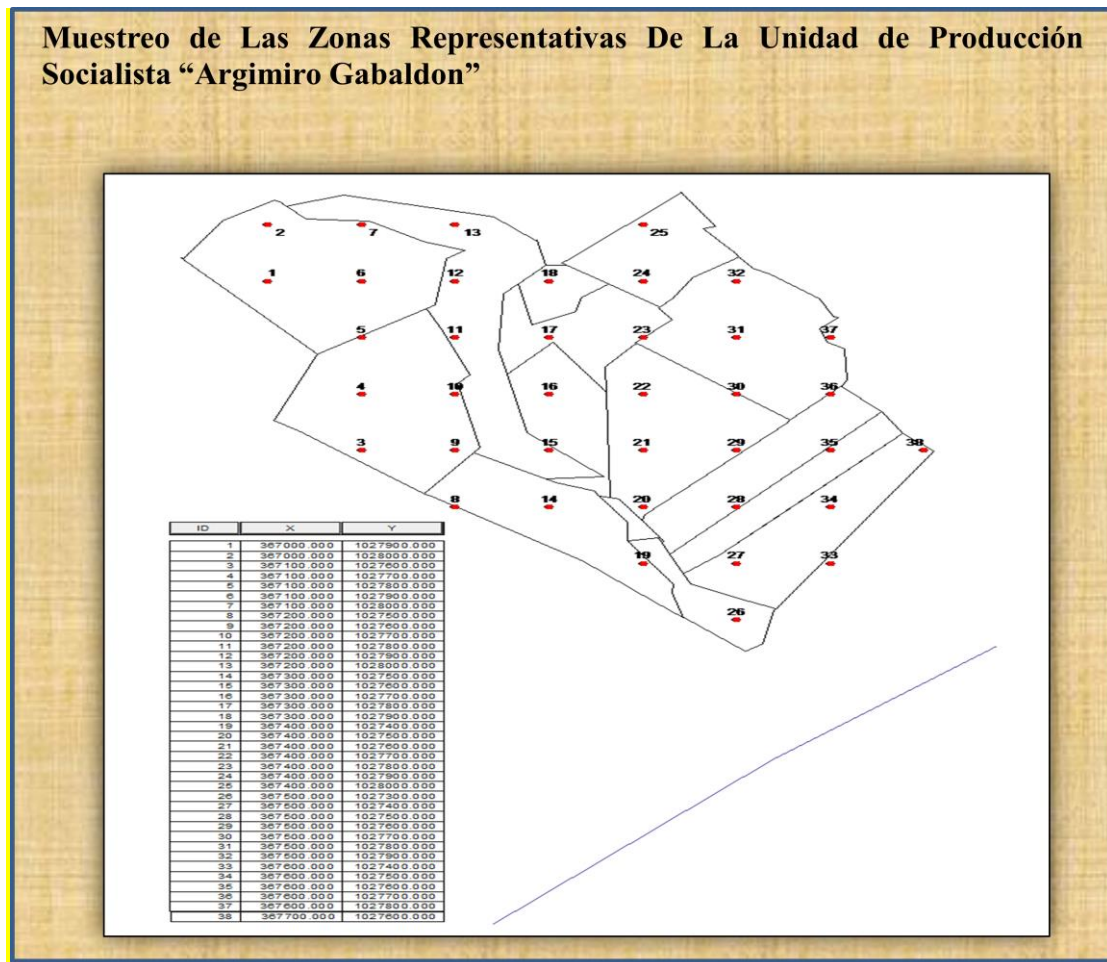 Muestreo de Las Zonas Representativas De La Unidad de Producción
Socialista “Argimiro Gabaldon”
2 7 13 25
1 6 12 18 24 32
5 11 17 23 31 37
4 10 16 22 30 36
3 9 15 21 29 35 38
8 14 20 28 34
19 27 33
26
ID X Y
1 367000.000 1027900.000
2 367000.000 1028000.000
3 367100.000 1027600.000
4 367100.000 1027700.000
5 367100.000 1027800.000
6 367100.000 1027900.000
7 367100.000 1028000.000
8 367200.000 1027500.000
9 367200.000 1027600.000
10 367200.000 1027700.000
11 367200.000 1027800.000
12 367200.000 1027900.000
13 367200.000 1028000.000
14 367300.000 1027500.000
15 367300.000 1027600.000
16 367300.000 1027700.000
17 367300.000 1027800.000
18 367300.000 1027900.000
19 367400.000 1027400.000
20 367400.000 1027500.000
21 367400.000 1027600.000
22 367400.000 1027700.000
23 367400.000 1027800.000
24 367400.000 1027900.000
25 367400.000 1028000.000
26 367500.000 1027300.000
27 367500.000 1027400.000
28 367500.000 1027500.000
29 367500.000 1027600.000
30 367500.000 1027700.000
31 367500.000 1027800.000
32 367500.000 1027900.000
33 367600.000 1027400.000
34 367600.000 1027500.000
35 367600.000 1027600.000
36 367600.000 1027700.000
37 367600.000 1027800.000
38 367700.000 1027600.000